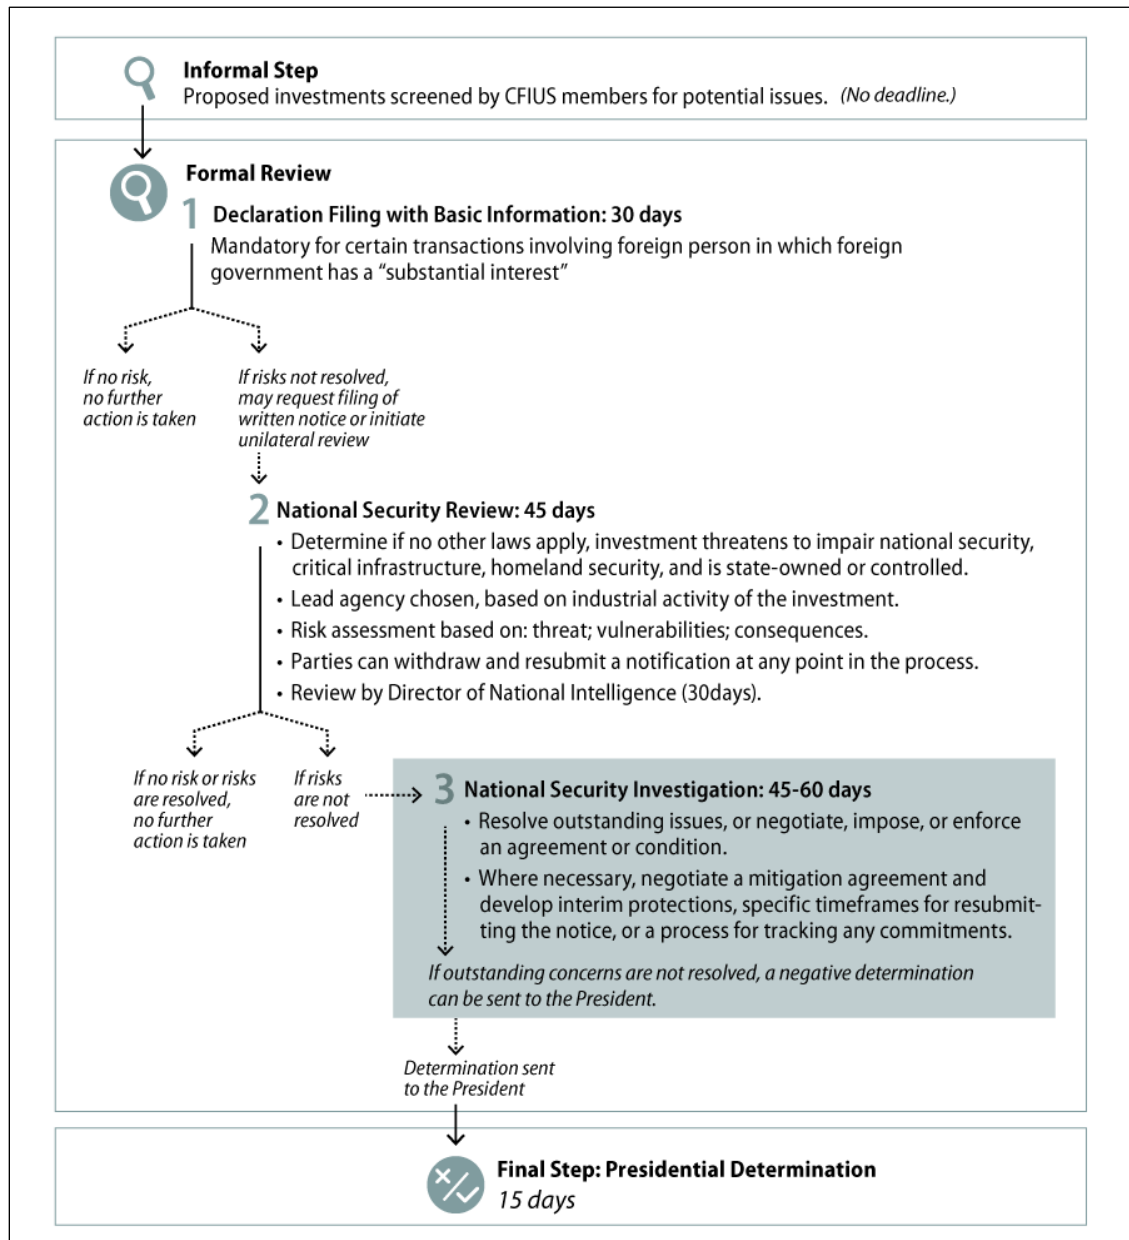 Informal Step
Proposed investments screened by CFIUS members for potential issues. (No deadline.)
Formal Review
1 Declaration Filing with Basic Information: 30 days
Mandatory for certain transactions involving foreign person in which foreign
government has a “substantial interest”
If no risk,
no further
action is taken
If risks not resolved,
may request filing of
written notice or initiate
unilateral review
2 National Security Review: 45 days
• Determine if no other laws apply, investment threatens to impair national security,
critical infrastructure, homeland security, and is state-owned or controlled.
• Lead agency chosen, based on industrial activity of the investment.
• Risk assessment based on: threat; vulnerabilities; consequences.
• Parties can withdraw and resubmit a notification at any point in the process.
• Review by Director of National Intelligence (30days).
If no risk or risks
are resolved,
no further
action is taken
If risks
are not
resolved
3 National Security Investigation: 45-60 days
• Resolve outstanding issues, or negotiate, impose, or enforce
an agreement or condition.
• Where necessary, negotiate a mitigation agreement and
develop interim protections, specific timeframes for resubmit-
ting the notice, or a process for tracking any commitments.
If outstanding concerns are not resolved, a negative determination
can be sent to the President.
Determination sent
to the President
Final Step: Presidential Determination
15 days